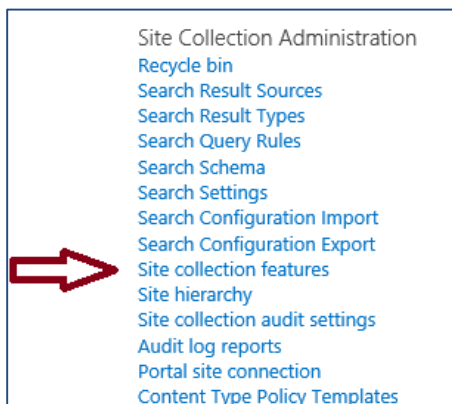 Site Collection Administration
Recycle bin
Search Result Sources
Search Result Types
Search Query Rules
Search Schema
Search Settings
Search Configuration Import
Search Configuration Export
Site collection features
Site hierarchy
Site collection audit settings
Audit log reports
Portal site connection
Content Type Policy Templates